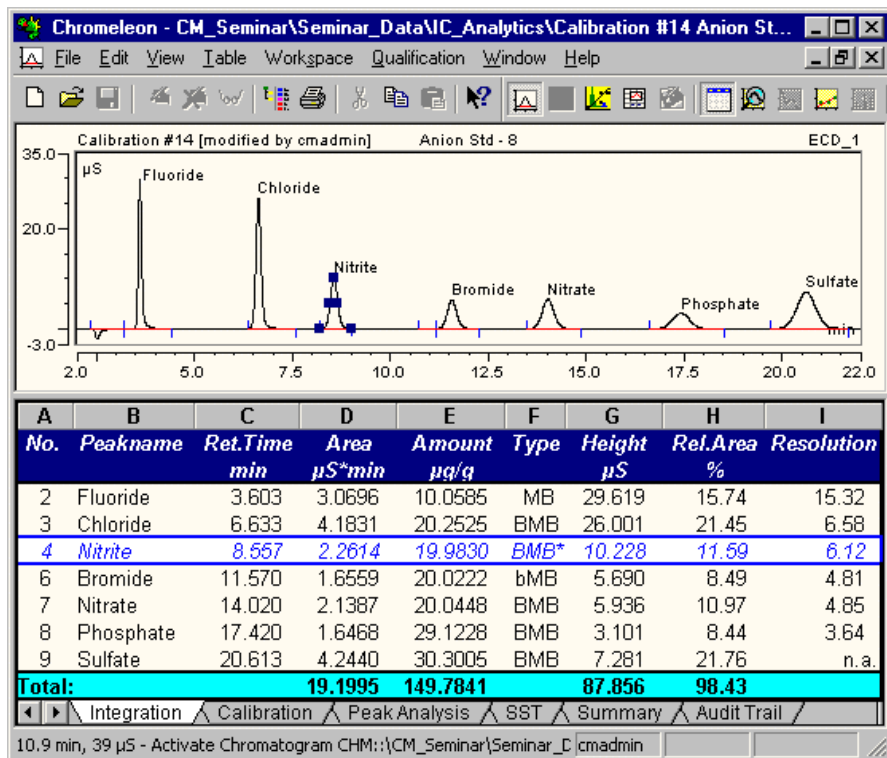 Chromeleon - CM_Seminar\Seminar_Data\IC_Analytics\Calibration #14 Anion St...
File Edit View Table Workspace Qualification Window Help
Calibration #14 [modified by cmadmin] Anion Std - 8 ECD_1
35.0
µS
Fluoride
Chloride
20.0
Nitrite
Bromide
Nitrate
Phosphate
Sulfate
min
-3.0
2.0 5.0 7.5 10.0 12.5 15.0 17.5 20.0 22.0
A B C D E F G H I
No. Peakname Ret.Time Area Amount Type Height Rel.Area Resolution
min µS*min µg/g µS %
2 Fluoride 3.603 3.0696 10.0585 MB 29.619 15.74 15.32
3 Chloride 6.633 4.1831 20.2525 BMB 26.001 21.45 6.58
4 Nitrite 8.557 2.2614 19.9830 BMB* 10.228 11.59 6.12
6 Bromide 11.570 1.6559 20.0222 bMB 5.690 8.49 4.81
7 Nitrate 14.020 2.1387 20.0448 BMB 5.936 10.97 4.85
8 Phosphate 17.420 1.6468 29.1228 BMB 3.101 8.44 3.64
9 Sulfate 20.613 4.2440 30.3005 BMB 7.281 21.76 n.a.
Total: 19.1995 149.7841 87.856 98.43
Integration Calibration Peak Analysis SST Summary Audit Trail
10.9 min, 39 µS - Activate Chromatogram CHM::\CM_Seminar\Seminar_D cmadmin